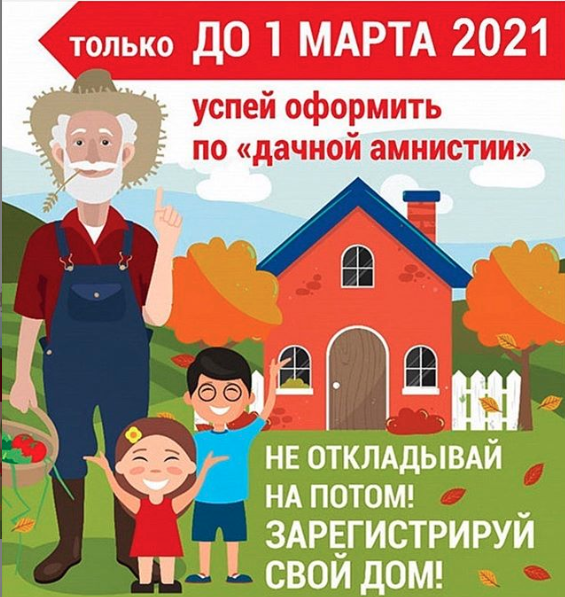 только ДО 1 МАРТА 2021
успей оформить
по «дачной амнистии»
НЕ ОТКЛАДЫВАЙ
НА ПОТОМ!
ЗАРЕГИСТРИРУЙ
СВОЙ ДОМ!